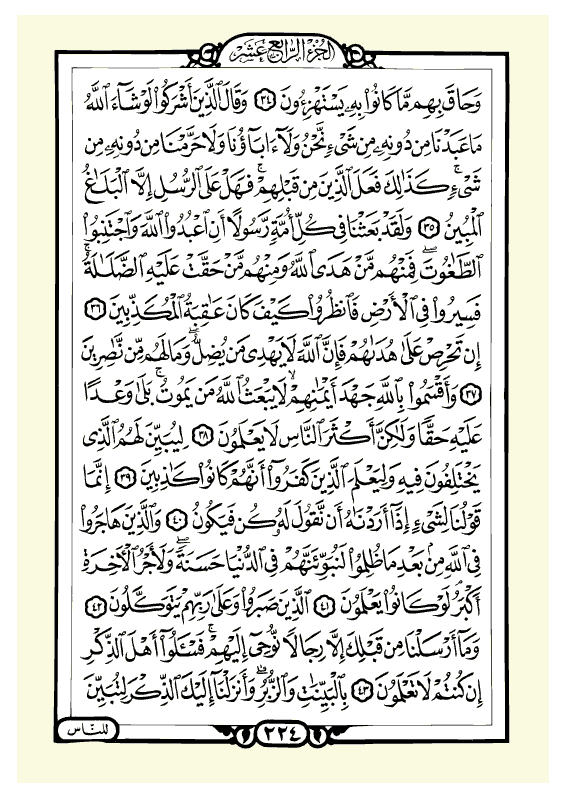 الجزء الرابع عشر
وَحَاقَ بِهِم مَّا كَانُوا۟ بِهِۦ يَسْتَهْزِءُونَ ٣٤ وَقَالَ ٱلَّذِينَ أَشْرَكُوا۟ لَوْ شَآءَ ٱللَّهُ
مَا عَبَدْنَا مِن دُونِهِۦ مِن شَىْءٍ نَّحْنُ وَلَآ ءَابَآؤُنَا وَلَا حَرَّمْنَا مِن دُونِهِۦ مِن
شَىْءٍ ۚ كَذَٰلِكَ فَعَلَ ٱلَّذِينَ مِن قَبْلِهِمْ ۚ فَهَلْ عَلَى ٱلرُّسُلِ إِلَّا ٱلْبَلَٰغُ
ٱلْمُبِينُ ٣٥ وَلَقَدْ بَعَثْنَا فِى كُلِّ أُمَّةٍ رَّسُولًا أَنِ ٱعْبُدُوا۟ ٱللَّهَ وَٱجْتَنِبُوا۟
ٱلطَّٰغُوتَ ۖ فَمِنْهُم مَّنْ هَدَى ٱللَّهُ وَمِنْهُم مَّنْ حَقَّتْ عَلَيْهِ ٱلضَّلَٰلَةُ ۚ
فَسِيرُوا۟ فِى ٱلْأَرْضِ فَٱنظُرُوا۟ كَيْفَ كَانَ عَٰقِبَةُ ٱلْمُكَذِّبِينَ ٣٦
إِن تَحْرِصْ عَلَىٰ هُدَىٰهُمْ فَإِنَّ ٱللَّهَ لَا يَهْدِى مَن يُضِلُّ ۖ وَمَا لَهُم مِّن نَّٰصِرِينَ
٣٧ وَأَقْسَمُوا۟ بِٱللَّهِ جَهْدَ أَيْمَٰنِهِمْ ۙ لَا يَبْعَثُ ٱللَّهُ مَن يَمُوتُ ۚ بَلَىٰ وَعْدًا
عَلَيْهِ حَقًّا وَلَٰكِنَّ أَكْثَرَ ٱلنَّاسِ لَا يَعْلَمُونَ ٣٨ لِيُبَيِّنَ لَهُمُ ٱلَّذِى
يَخْتَلِفُونَ فِيهِ وَلِيَعْلَمَ ٱلَّذِينَ كَفَرُوٓا۟ أَنَّهُمْ كَانُوا۟ كَٰذِبِينَ ٣٩ إِنَّمَا
قَوْلُنَا لِشَىْءٍ إِذَآ أَرَدْنَٰهُ أَن نَّقُولَ لَهُۥ كُن فَيَكُونُ ٤٠ وَٱلَّذِينَ هَاجَرُوا۟
فِى ٱللَّهِ مِنۢ بَعْدِ مَا ظُلِمُوا۟ لَنُبَوِّئَنَّهُمْ فِى ٱلدُّنْيَا حَسَنَةً ۖ وَلَأَجْرُ ٱلْءَاخِرَةِ
أَكْبَرُ ۚ لَوْ كَانُوا۟ يَعْلَمُونَ ٤١ ٱلَّذِينَ صَبَرُوا۟ وَعَلَىٰ رَبِّهِمْ يَتَوَكَّلُونَ ٤٢
وَمَآ أَرْسَلْنَا مِن قَبْلِكَ إِلَّا رِجَالًا نُّوحِىٓ إِلَيْهِمْ ۚ فَسْـَٔلُوٓا۟ أَهْلَ ٱلذِّكْرِ
إِن كُنتُمْ لَا تَعْلَمُونَ ٤٣ بِٱلْبَيِّنَٰتِ وَٱلزُّبُرِ ۗ وَأَنزَلْنَآ إِلَيْكَ ٱلذِّكْرَ لِتُبَيِّنَ
للنّاس
٢٢٤